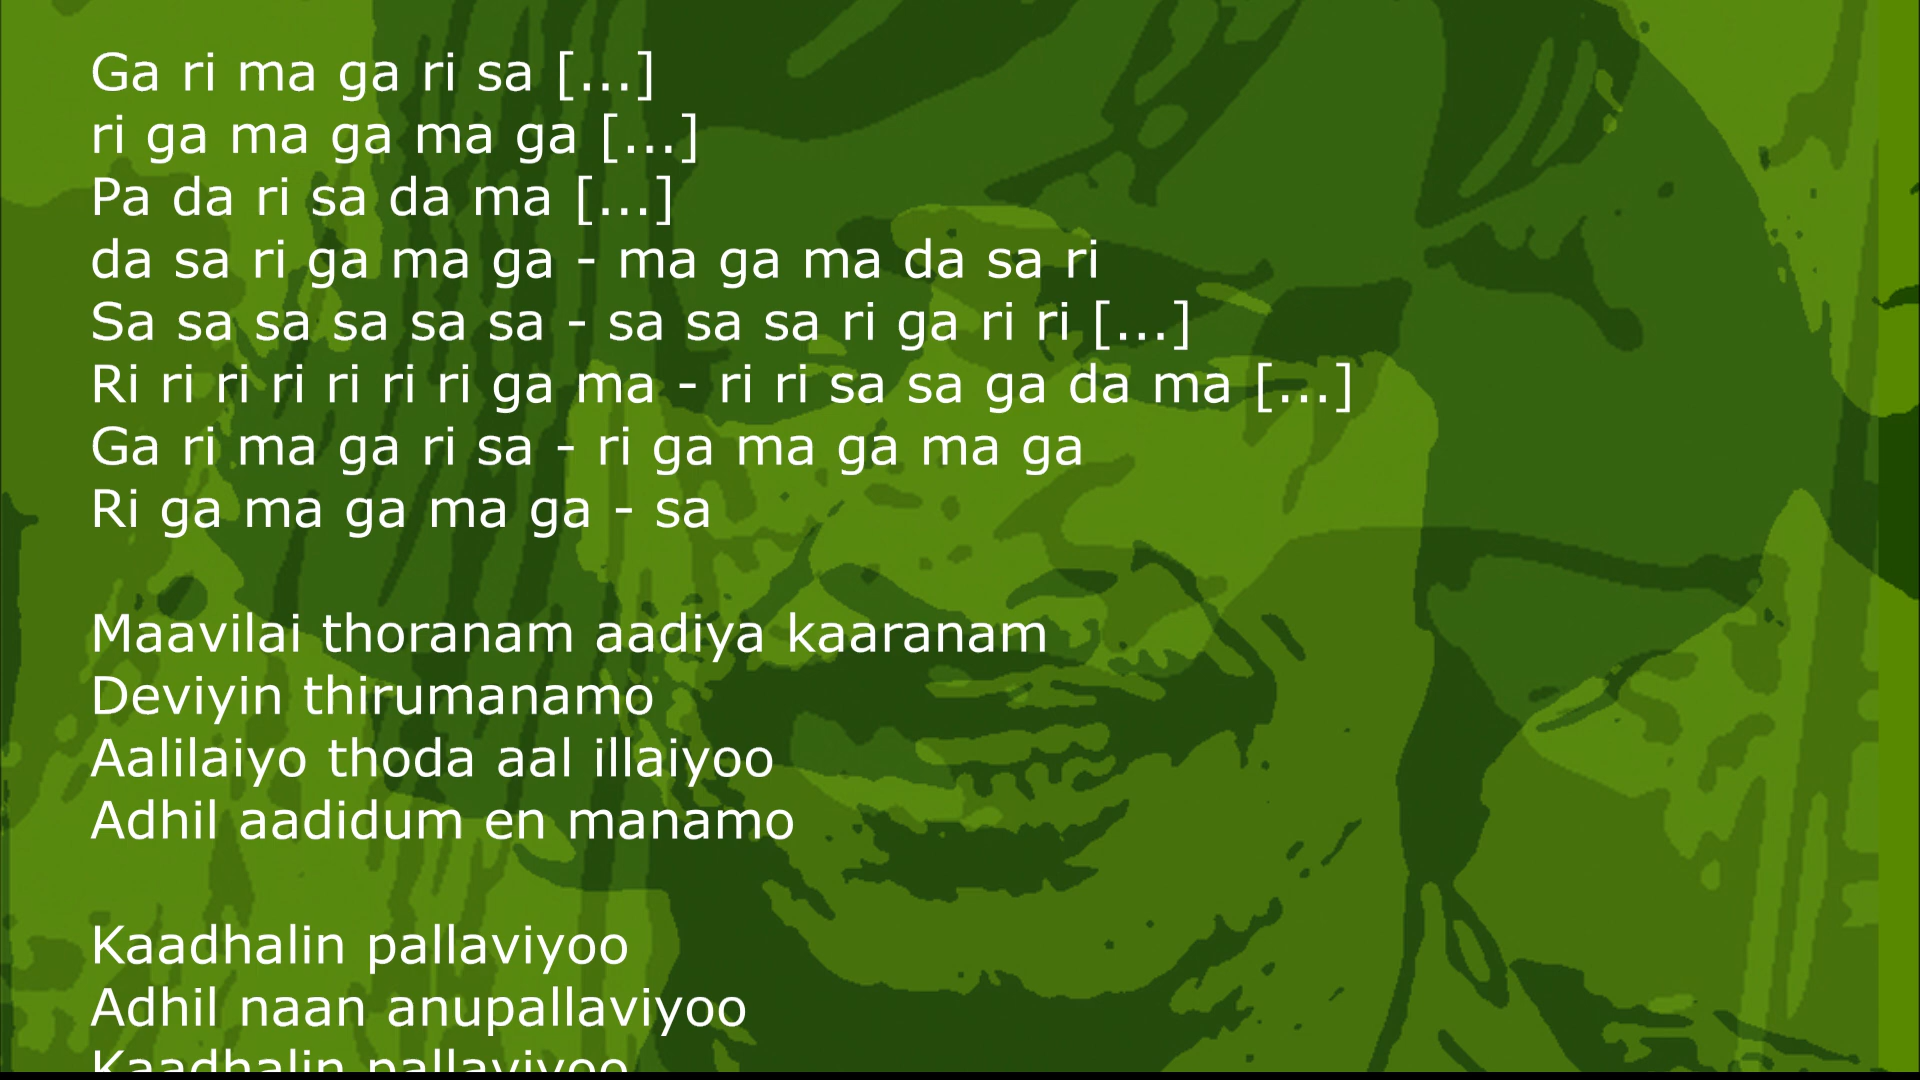 Ga ri ma ga ri sa [...]
ri ga ma ga ma ga [...]
Pa da ri sa da ma [...]
da sa ri ga ma ga - ma ga ma da sa ri
Sa sa sa sa sa sa - sa sa sa ri ga ri ri [...]
Ri ri ri ri ri ri ri ga ma - ri ri sa sa ga da ma [...]
Ga ri ma ga ri sa - ri ga ma ga ma ga
Ri ga ma ga ma ga - sa
Maavilai thoranam aadiya kaaranam
Deviyin thirumanamo
Aalilaiyo thoda aal illaiyoo
Adhil aadidum en manamo
Kaadhalin pallaviyoo
Adhil naan anupallaviyoo
Kaadhalin pallaviyoo